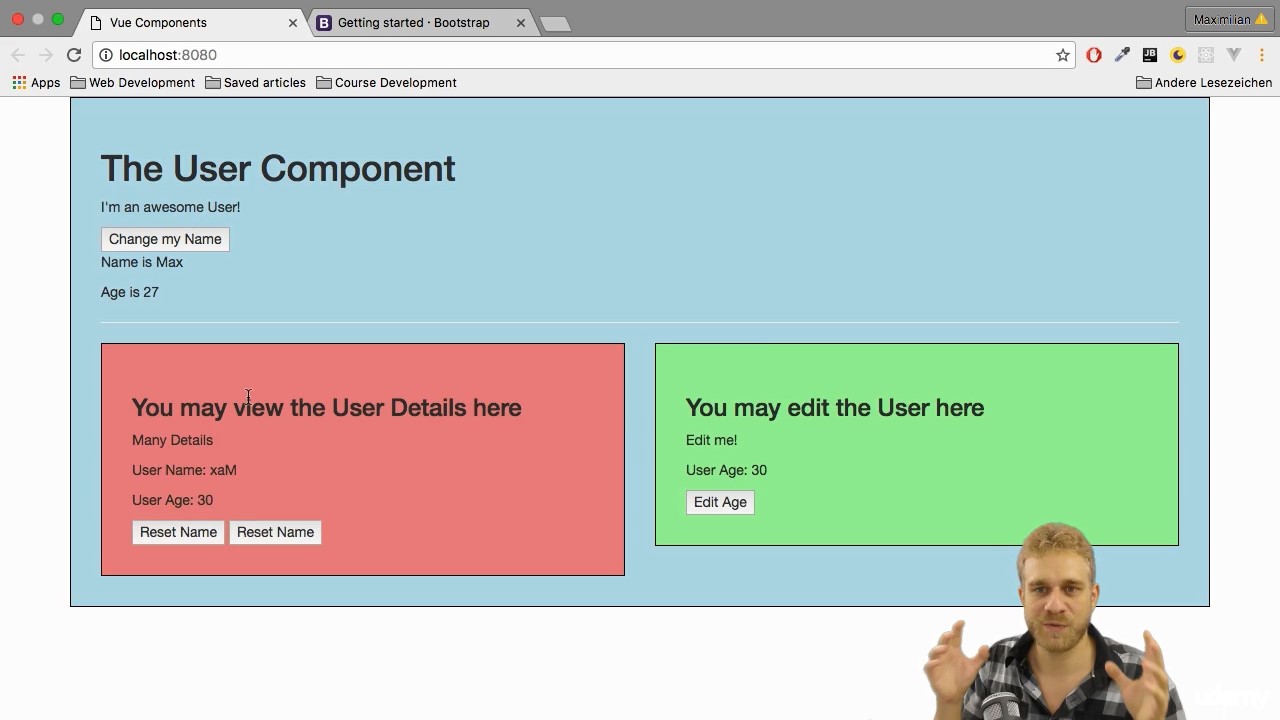 Vue Components
Getting started · Bootstrap
Maximilian
localhost:8080
Apps
Web Development
Saved articles
Course Development
Andere Lesezeichen
The User Component
I'm an awesome User!
Change my Name
Name is Max
Age is 27
You may view the User Details here
Many Details
User Name: xaM
User Age: 30
Reset Name Reset Name
You may edit the User here
Edit me!
User Age: 30
Edit Age
udemy